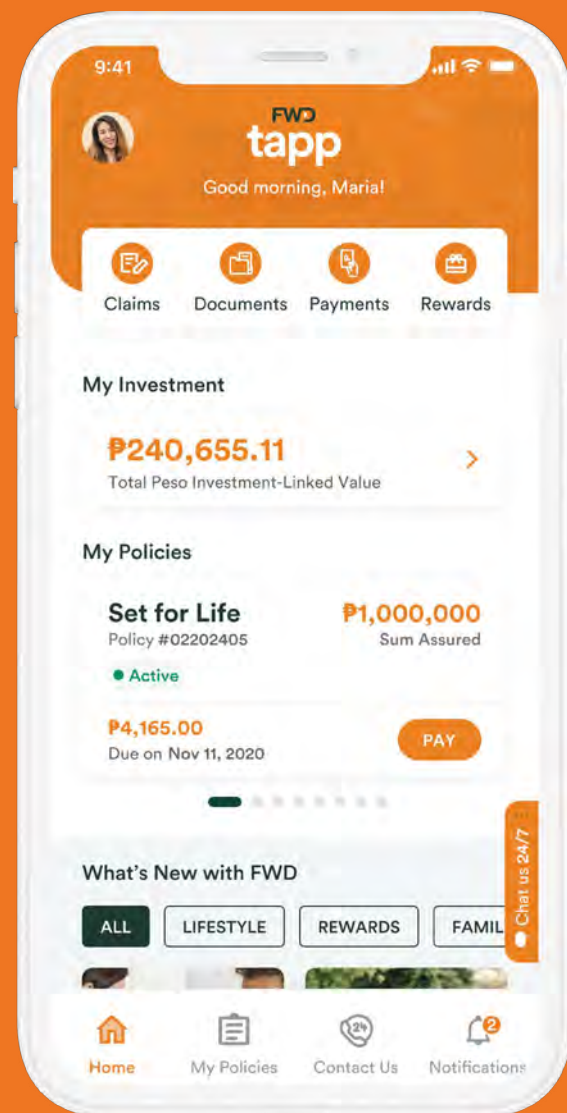 9:41
FWD
tapp
Good morning, Maria!
Claims Documents Payments Rewards
My Investment
₱240,655.11
Total Peso Investment-Linked Value
My Policies
Set for Life ₱1,000,000
Policy #02202405 Sum Assured
Active
₱4,165.00
Due on Nov 11, 2020 PAY
Chat us 24/7
What's New with FWD
ALL LIFESTYLE REWARDS FAMIL
24
2
Home My Policies Contact Us Notifications